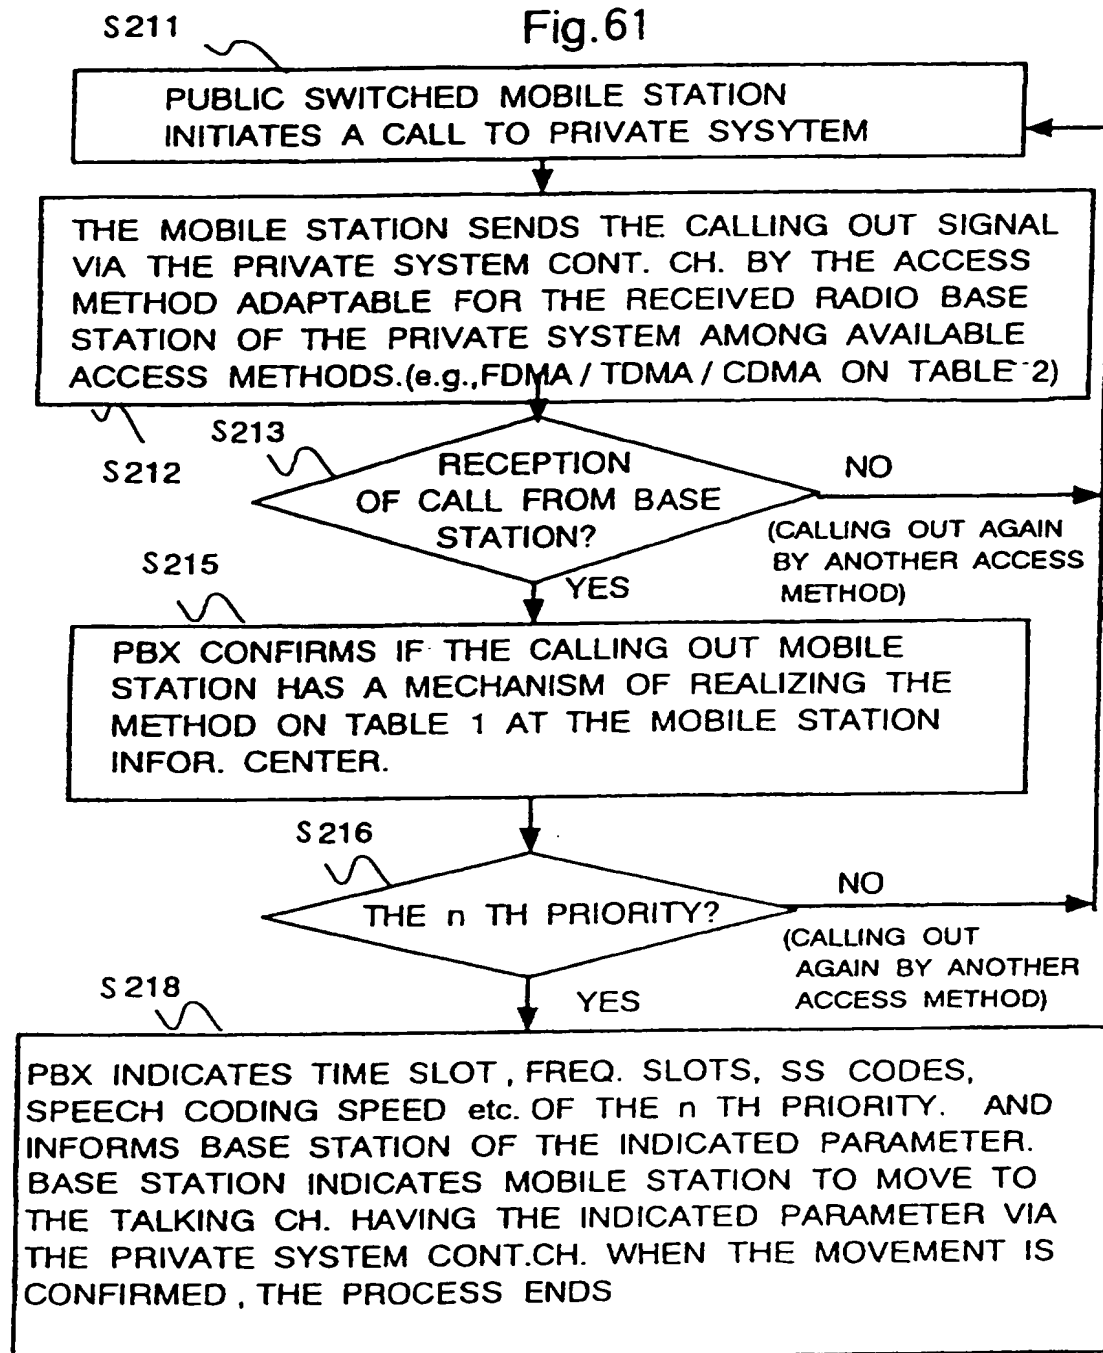 Fig.61
S211
PUBLIC SWITCHED MOBILE STATION
INITIATES A CALL TO PRIVATE SYSYTEM
THE MOBILE STATION SENDS THE CALLING OUT SIGNAL
VIA THE PRIVATE SYSTEM CONT. CH. BY THE ACCESS
METHOD ADAPTABLE FOR THE RECEIVED RADIO BASE
STATION OF THE PRIVATE SYSTEM AMONG AVAILABLE
ACCESS METHODS.(e.g.,FDMA / TDMA / CDMA ON TABLE 2)
S212
S213
RECEPTION
OF CALL FROM BASE
STATION?
NO
(CALLING OUT AGAIN
BY ANOTHER ACCESS
METHOD)
YES
S215
PBX CONFIRMS IF THE CALLING OUT MOBILE
STATION HAS A MECHANISM OF REALIZING THE
METHOD ON TABLE 1 AT THE MOBILE STATION
INFOR. CENTER.
S216
THE n TH PRIORITY?
NO
(CALLING OUT
AGAIN BY ANOTHER
ACCESS METHOD)
YES
S218
PBX INDICATES TIME SLOT, FREQ. SLOTS, SS CODES,
SPEECH CODING SPEED etc. OF THE n TH PRIORITY. AND
INFORMS BASE STATION OF THE INDICATED PARAMETER.
BASE STATION INDICATES MOBILE STATION TO MOVE TO
THE TALKING CH. HAVING THE INDICATED PARAMETER VIA
THE PRIVATE SYSTEM CONT.CH. WHEN THE MOVEMENT IS
CONFIRMED, THE PROCESS ENDS